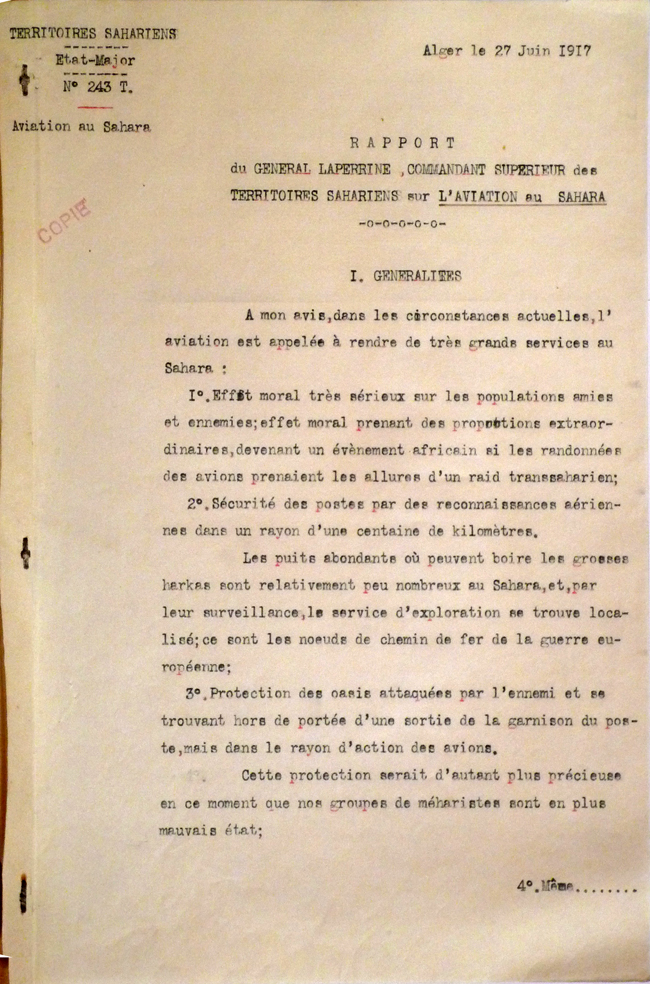 TERRITOIRES SAHARIENS
Etat-Major
N° 243 T.
Aviation au Sahara
Alger le 27 Juin 1917
COPIE
R A P P O R T
du GENERAL LAPERRINE ,COMMANDANT SUPERIEUR des
TERRITOIRES SAHARIENS sur L'AVIATION au SAHARA
-o-o-o-o-o-
I. GENERALITES
A mon avis,dans les circonstances actuelles,l'
aviation est appelée à rendre de très grands services au
Sahara :
1°.Effet moral très sérieux sur les populations amies
et ennemies;effet moral prenant des proportions extraor-
dinaires,devenant un évènement africain si les randonnées
des avions prenaient les allures d'un raid transsaharien;
2°.Sécurité des postes par des reconnaissances aérien-
nes dans un rayon d'une centaine de kilomètres.
Les puits abondants où peuvent boire les grosses
harkas sont relativement peu nombreux au Sahara,et,par
leur surveillance,le service d'exploration se trouve loca-
lisé;ce sont les noeuds de chemin de fer de la guerre eu-
ropéenne;
3°.Protection des oasis attaquées par l'ennemi et se
trouvant hors de portée d'une sortie de la garnison du pos-
te,mais dans le rayon d'action des avions.
Cette protection serait d'autant plus précieuse
en ce moment que nos groupes de méharistes sont en plus
mauvais état;
4°.Même........